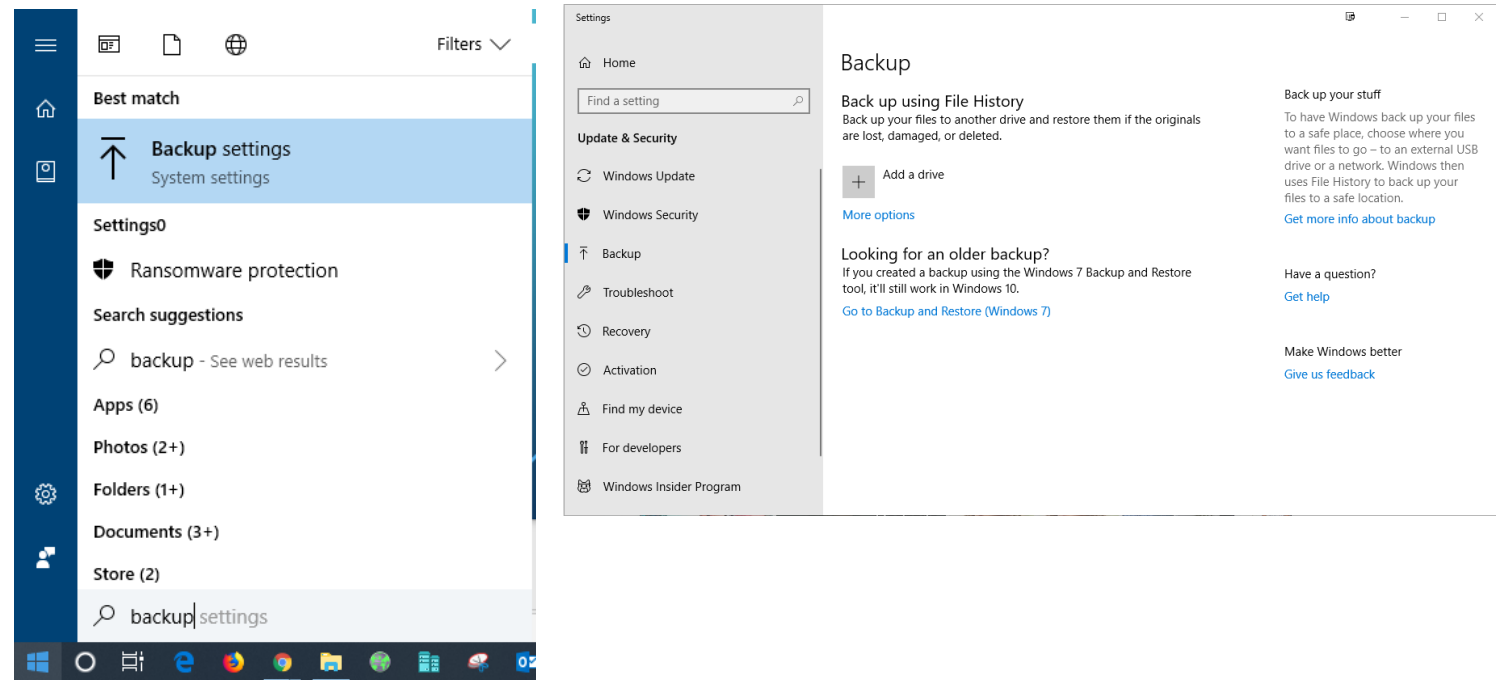 Filters
Best match
Backup settings
System settings
Settings0
Ransomware protection
Search suggestions
backup - See web results
Apps (6)
Photos (2+)
Folders (1+)
Documents (3+)
Store (2)
backup settings
Settings
Home
Find a setting
Update & Security
Windows Update
Windows Security
Backup
Troubleshoot
Recovery
Activation
Find my device
For developers
Windows Insider Program
Backup
Back up using File History
Back up your files to another drive and restore them if the originals
are lost, damaged, or deleted.
Add a drive
More options
Looking for an older backup?
If you created a backup using the Windows 7 Backup and Restore
tool, it'll still work in Windows 10.
Go to Backup and Restore (Windows 7)
Back up your stuff
To have Windows back up your files
to a safe place, choose where you
want files to go – to an external USB
drive or a network. Windows then
uses File History to back up your
files to a safe location.
Get more info about backup
Have a question?
Get help
Make Windows better
Give us feedback